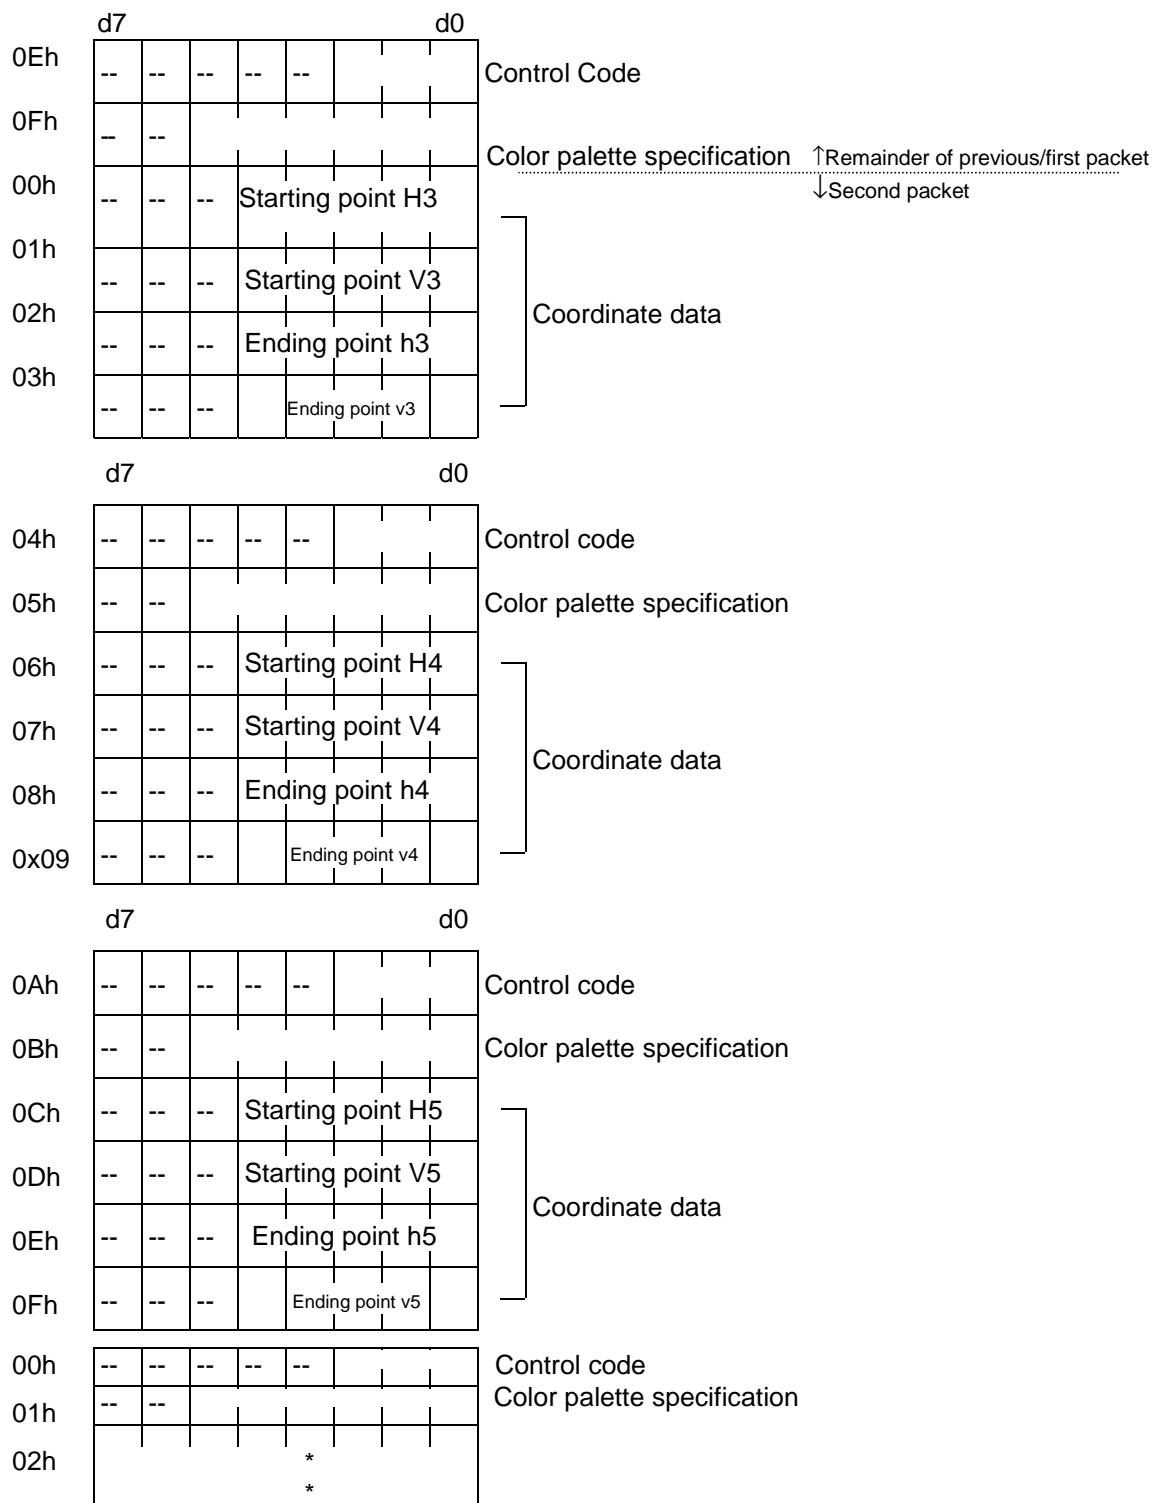 d7 d0
0Eh -- -- -- -- -- Control Code
0Fh -- --
Color palette specification ↑Remainder of previous/first packet
00h -- -- -- Starting point H3 ↓Second packet
01h -- -- -- Starting point V3
02h -- -- -- Ending point h3 Coordinate data
03h -- -- -- Ending point v3
d7 d0
04h -- -- -- -- -- Control code
05h -- -- Color palette specification
06h -- -- -- Starting point H4
07h -- -- -- Starting point V4
08h -- -- -- Ending point h4 Coordinate data
0x09 -- -- -- Ending point v4
d7 d0
0Ah -- -- -- -- -- Control code
0Bh -- -- Color palette specification
0Ch -- -- -- Starting point H5
0Dh -- -- -- Starting point V5
0Eh -- -- -- Ending point h5 Coordinate data
0Fh -- -- -- Ending point v5
00h -- -- -- -- -- Control code
01h -- -- Color palette specification
02h *
*